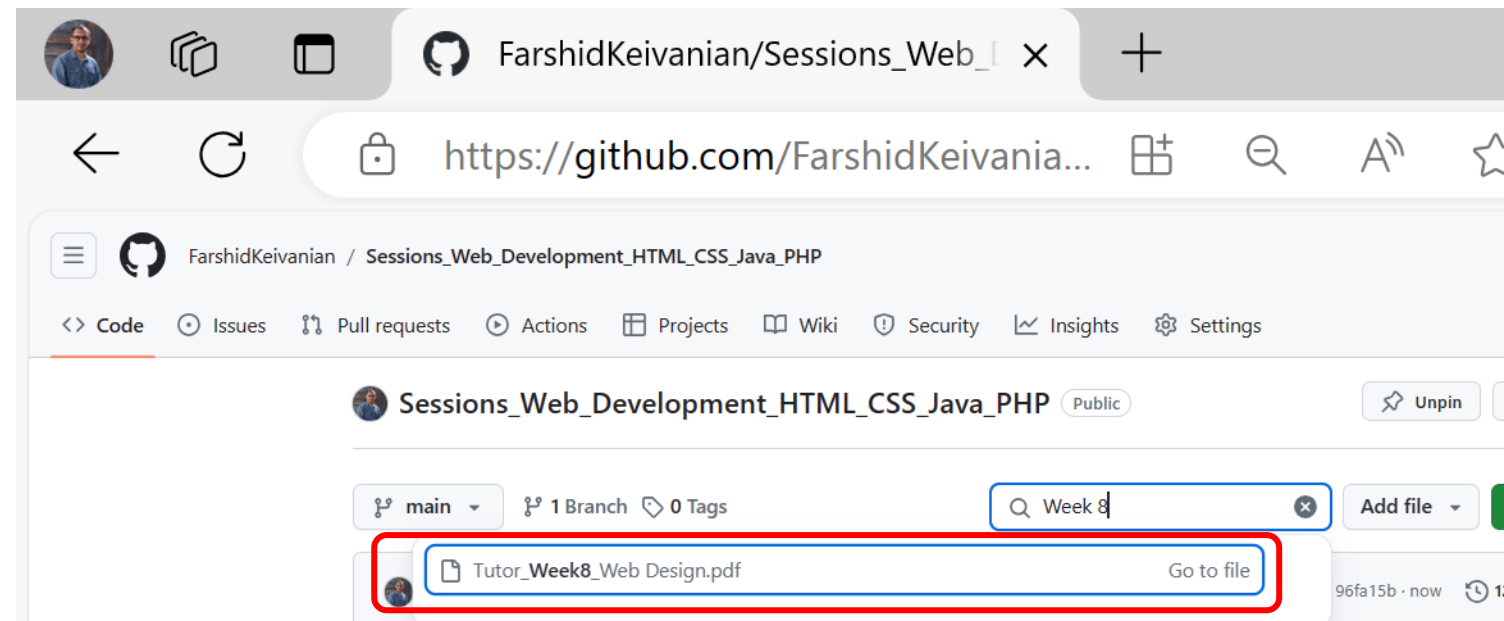 FarshidKeivanian/Sessions_Web_
https://github.com/FarshidKeivania...
FarshidKeivanian / Sessions_Web_Development_HTML_CSS_Java_PHP
Code Issues Pull requests Actions Projects Wiki Security Insights Settings
Sessions_Web_Development_HTML_CSS_Java_PHP Public Unpin
main 1 Branch 0 Tags Week 8 Add file
Tutor_Week8_Web Design.pdf Go to file
96fa15b · now